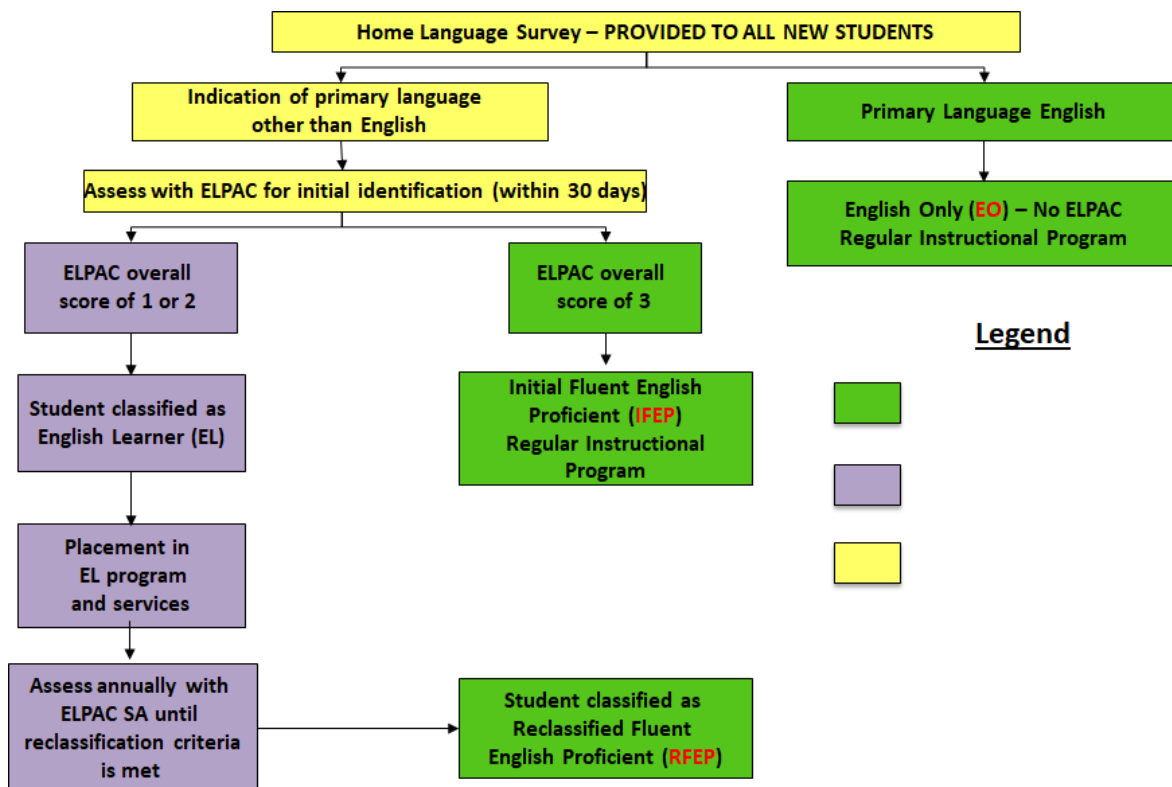 Home Language Survey – PROVIDED TO ALL NEW STUDENTS
Indication of primary language
other than English
Primary Language English
Assess with ELPAC for initial identification (within 30 days)
English Only (EO) – No ELPAC
Regular Instructional Program
ELPAC overall
score of 1 or 2
ELPAC overall
score of 3
Legend
Student classified as
English Learner (EL)
Initial Fluent English
Proficient (IFEP)
Regular Instructional
Program
Placement in
EL program
and services
Assess annually with
ELPAC SA until
reclassification criteria
is met
Student classified as
Reclassified Fluent
English Proficient (RFEP)